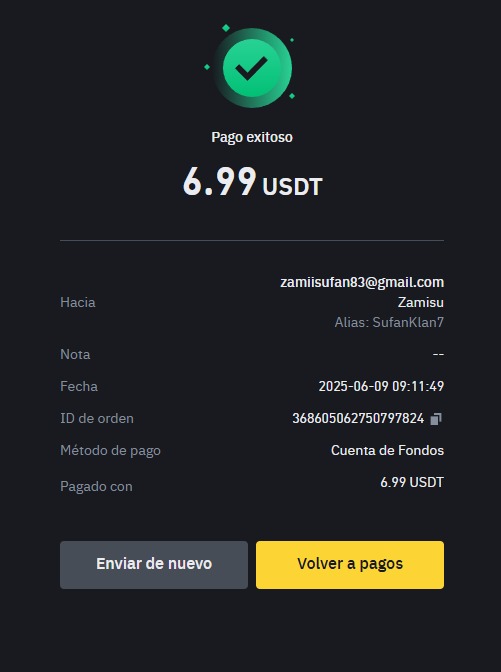 Pago exitoso
6.99 USDT
zamiisufan83@gmail.com
Hacia Zamisu
Alias: SufanKlan7
Nota --
Fecha 2025-06-09 09:11:49
ID de orden 368605062750797824
Método de pago Cuenta de Fondos
Pagado con 6.99 USDT
Enviar de nuevo Volver a pagos